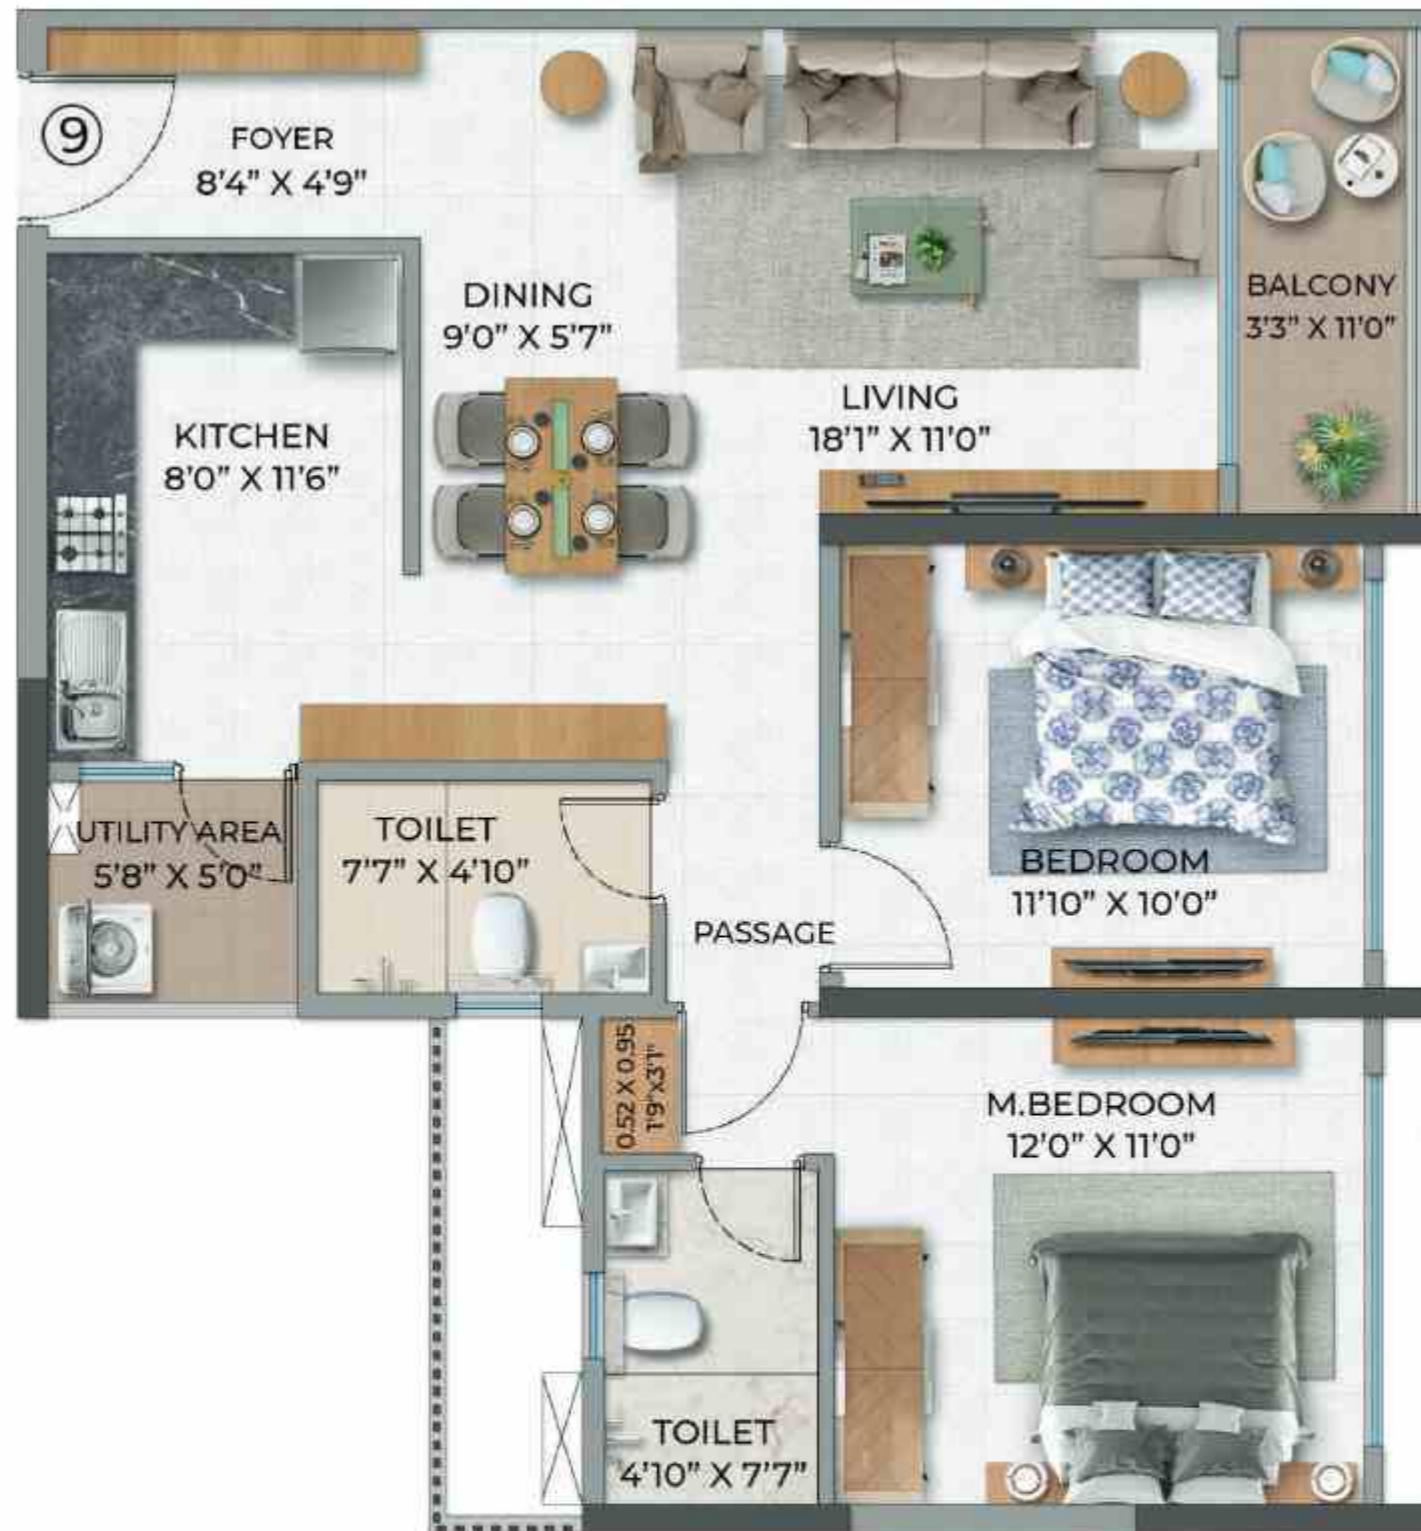 9
FOYER
8'4" X 4'9"
DINING
9'0" X 5'7"
BALCONY
3'3" X 11'0"
LIVING
18'1" X 11'0"
KITCHEN
8'0" X 11'6"
UTILITY AREA
5'8" X 5'0"
TOILET
7'7" X 4'10"
BEDROOM
11'10" X 10'0"
PASSAGE
0.52 X 0.95
1'9"x3'1"
M.BEDROOM
12'0" X 11'0"
TOILET
4'10" X 7'7"